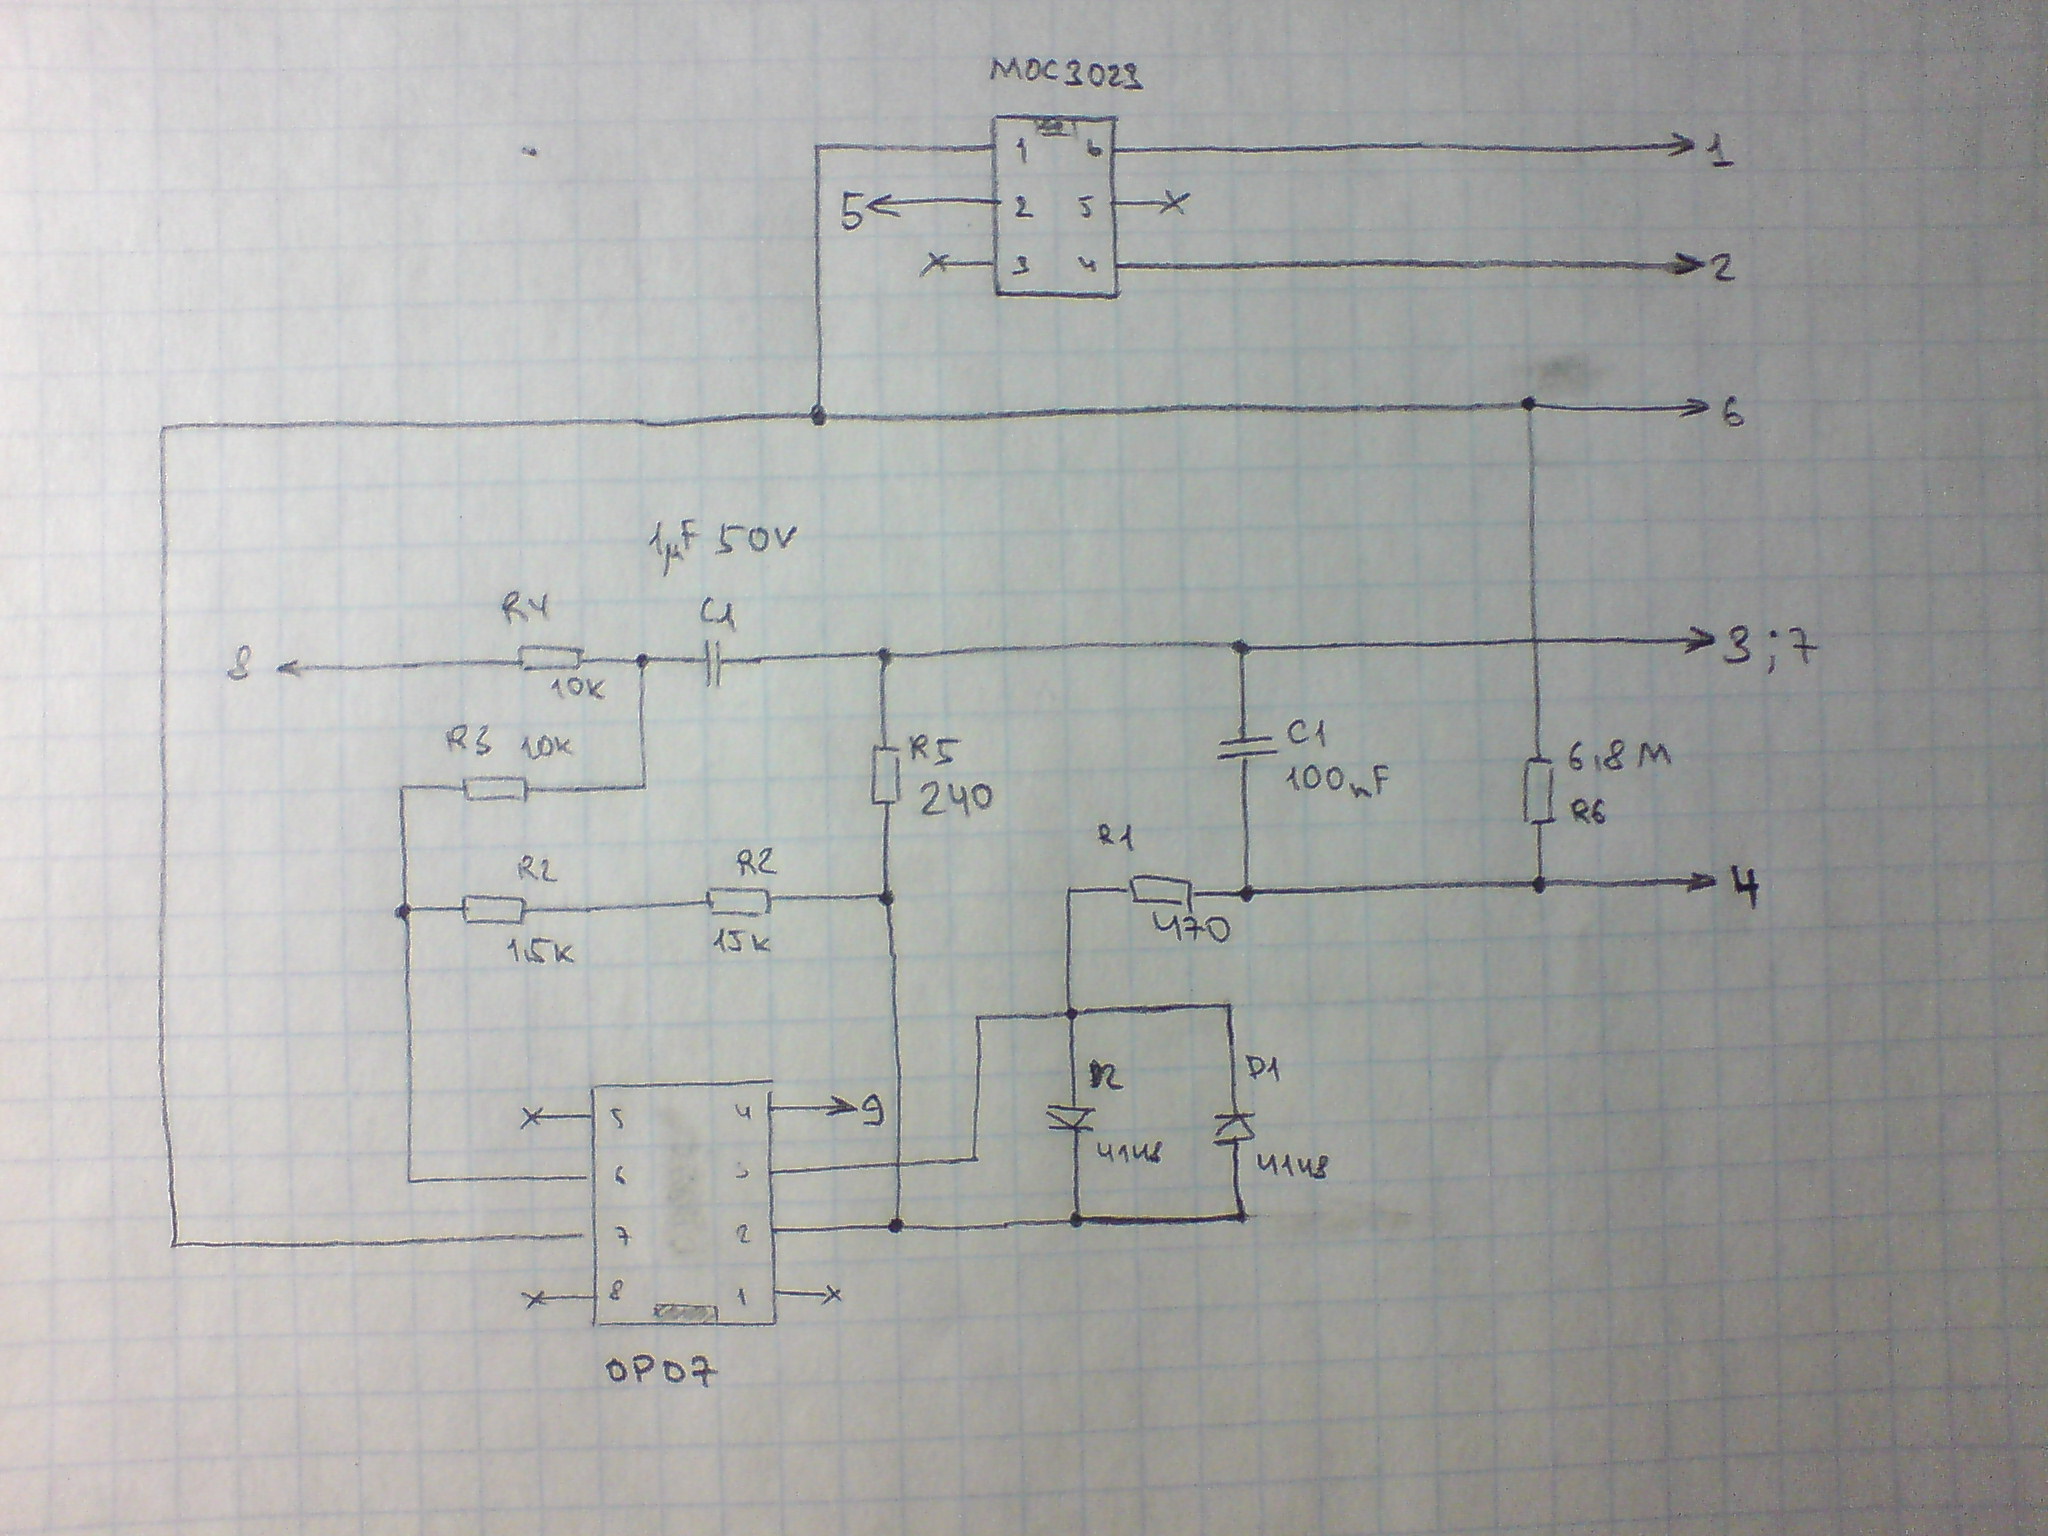 MOC3023
1 6 1
5 2 5 X
X 3 4 2
6
1µF 50V
R4 C1
8 3;7
10K
R3 10K R5 C1 6,8M
240 100nF R6
R1
R2 R2 4
15K 15K 470
D2 D1
X 5 4 9
4148 4148
6 3
7 2
X 8 1 X
OP07